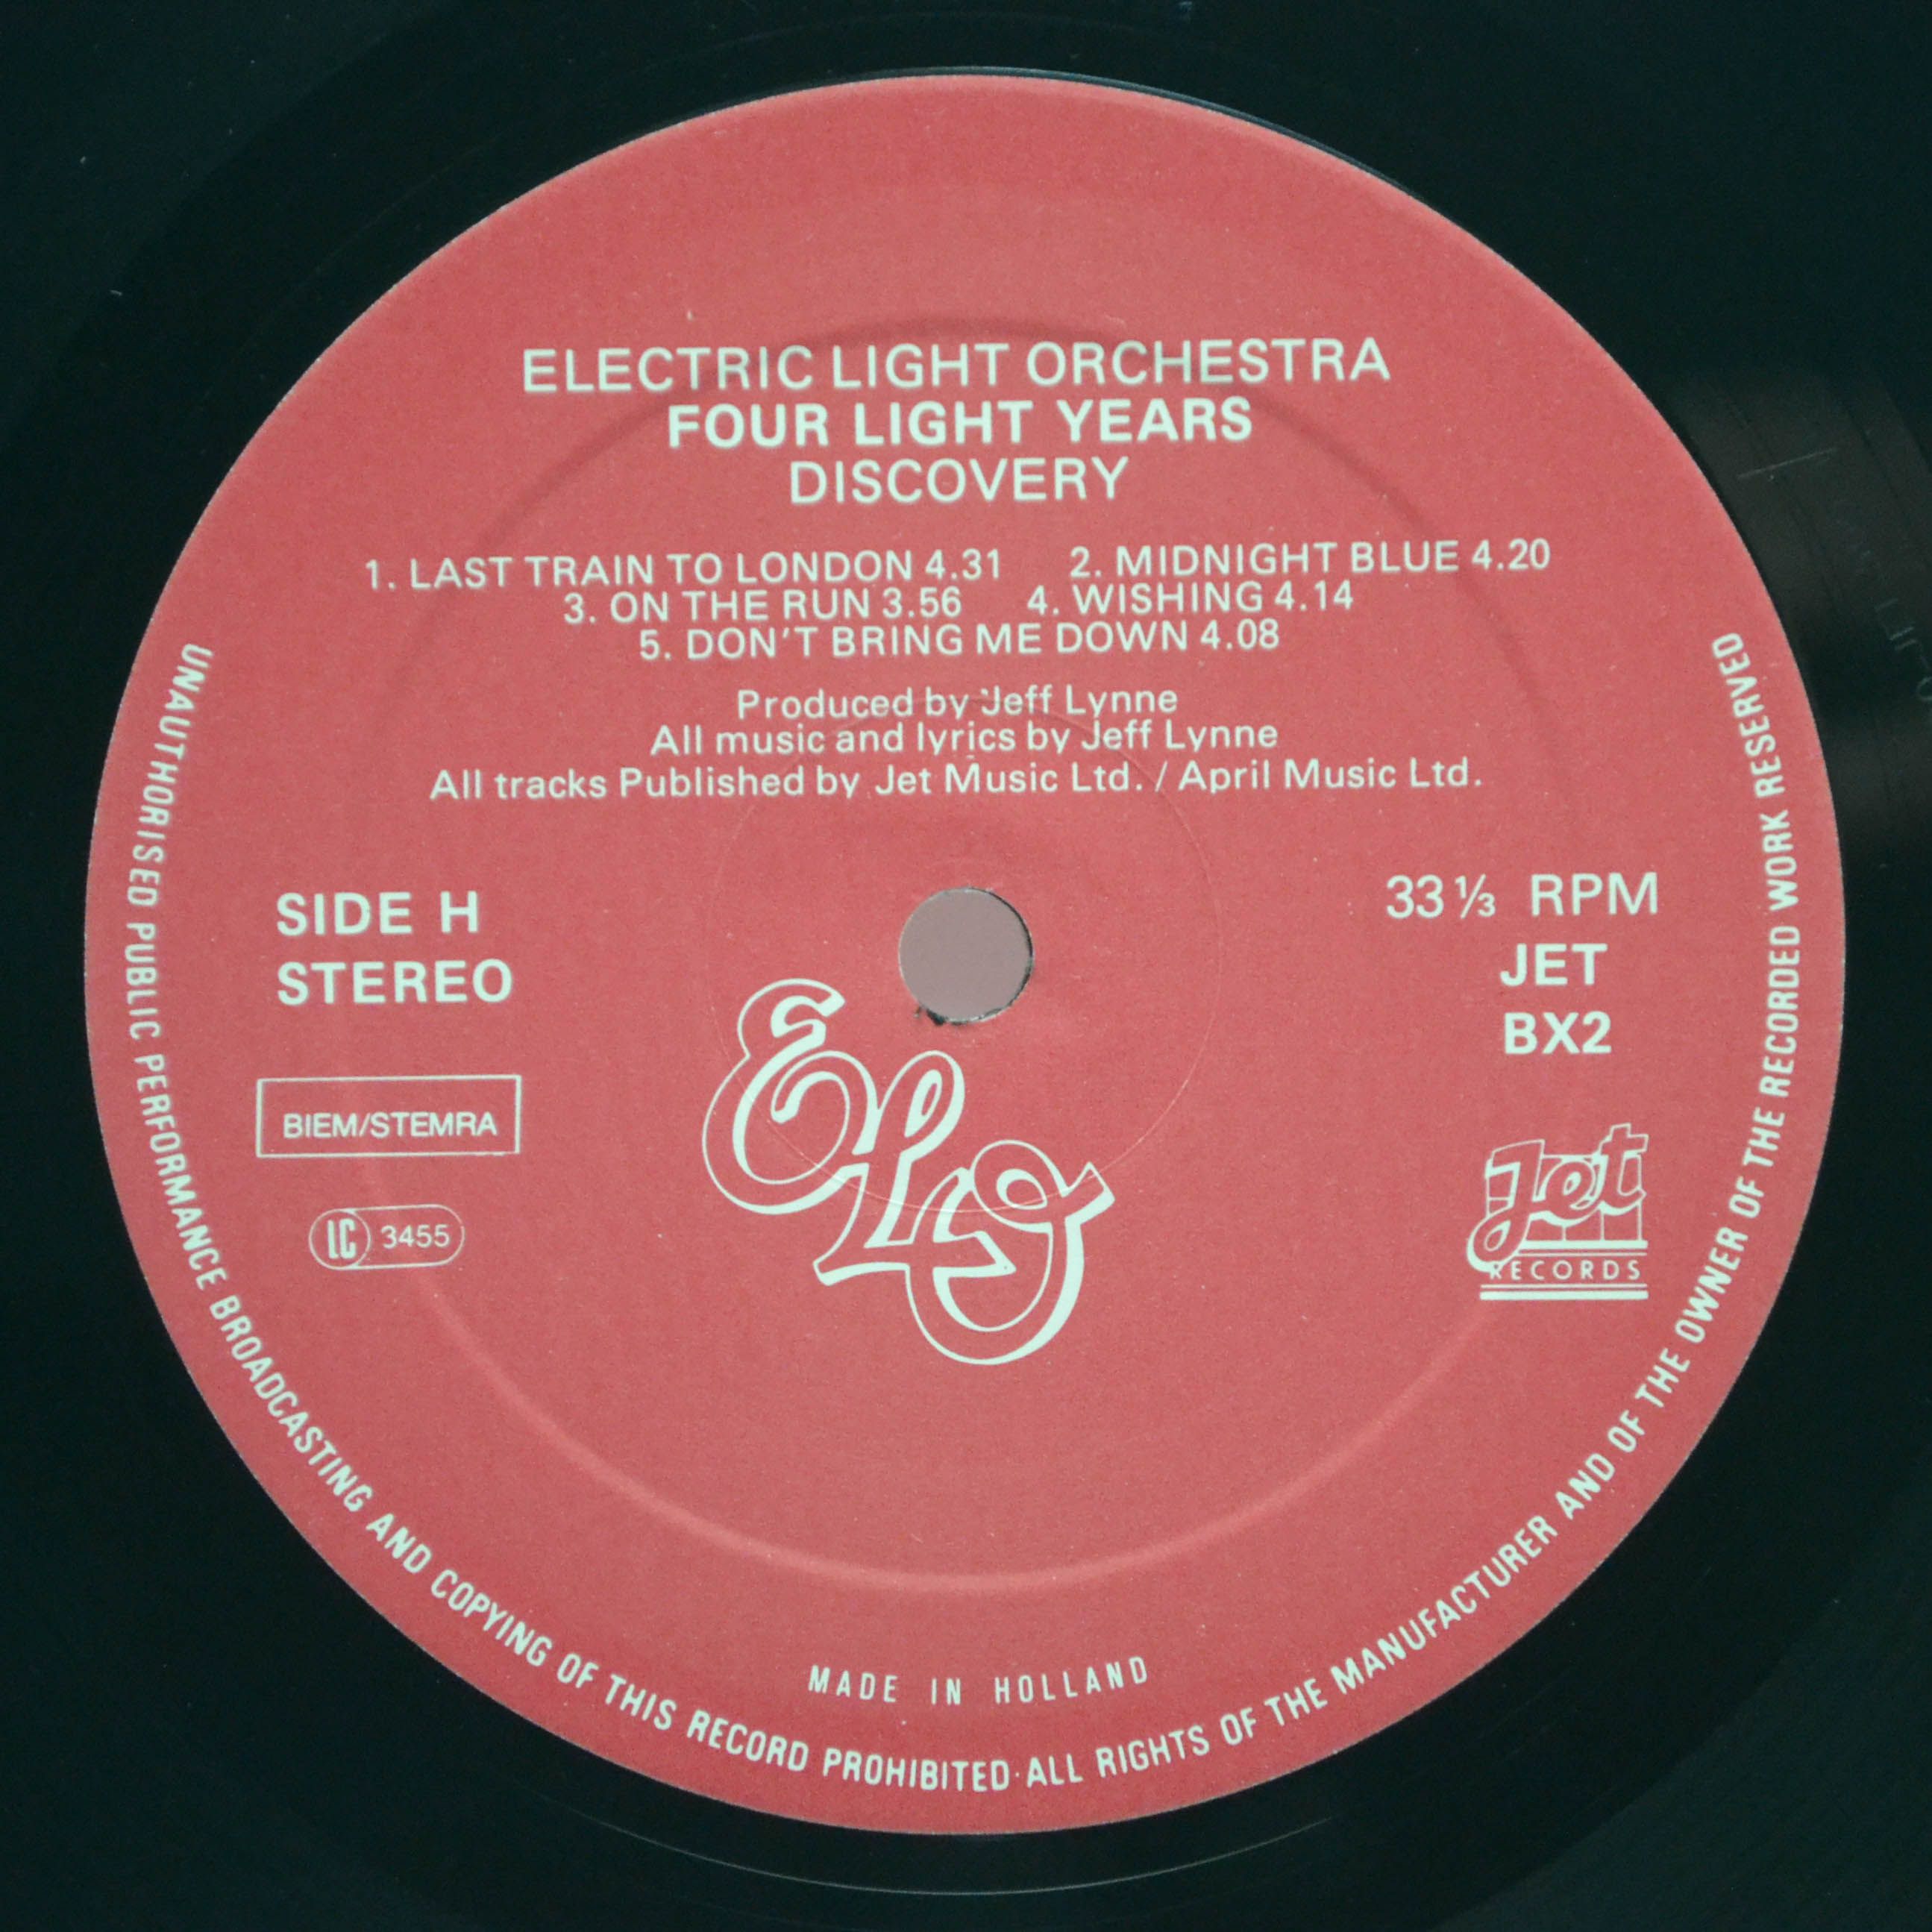 ELECTRIC LIGHT ORCHESTRA
FOUR LIGHT YEARS
DISCOVERY
1. LAST TRAIN TO LONDON 4.31 2. MIDNIGHT BLUE 4.20
3. ON THE RUN 3.56 4. WISHING 4.14
5. DON'T BRING ME DOWN 4.08
Produced by Jeff Lynne
All music and lyrics by Jeff Lynne
All tracks Published by Jet Music Ltd. / April Music Ltd.
SIDE H
STEREO
33 ⅓ RPM
JET
BX2
BIEM/STEMRA
LC 3455
ELO
Jet
RECORDS
MADE IN HOLLAND
UNAUTHORISED PUBLIC PERFORMANCE BROADCASTING AND COPYING OF THIS RECORD PROHIBITED·ALL RIGHTS OF THE MANUFACTURER AND OF THE OWNER OF THE RECORDED WORK RESERVED